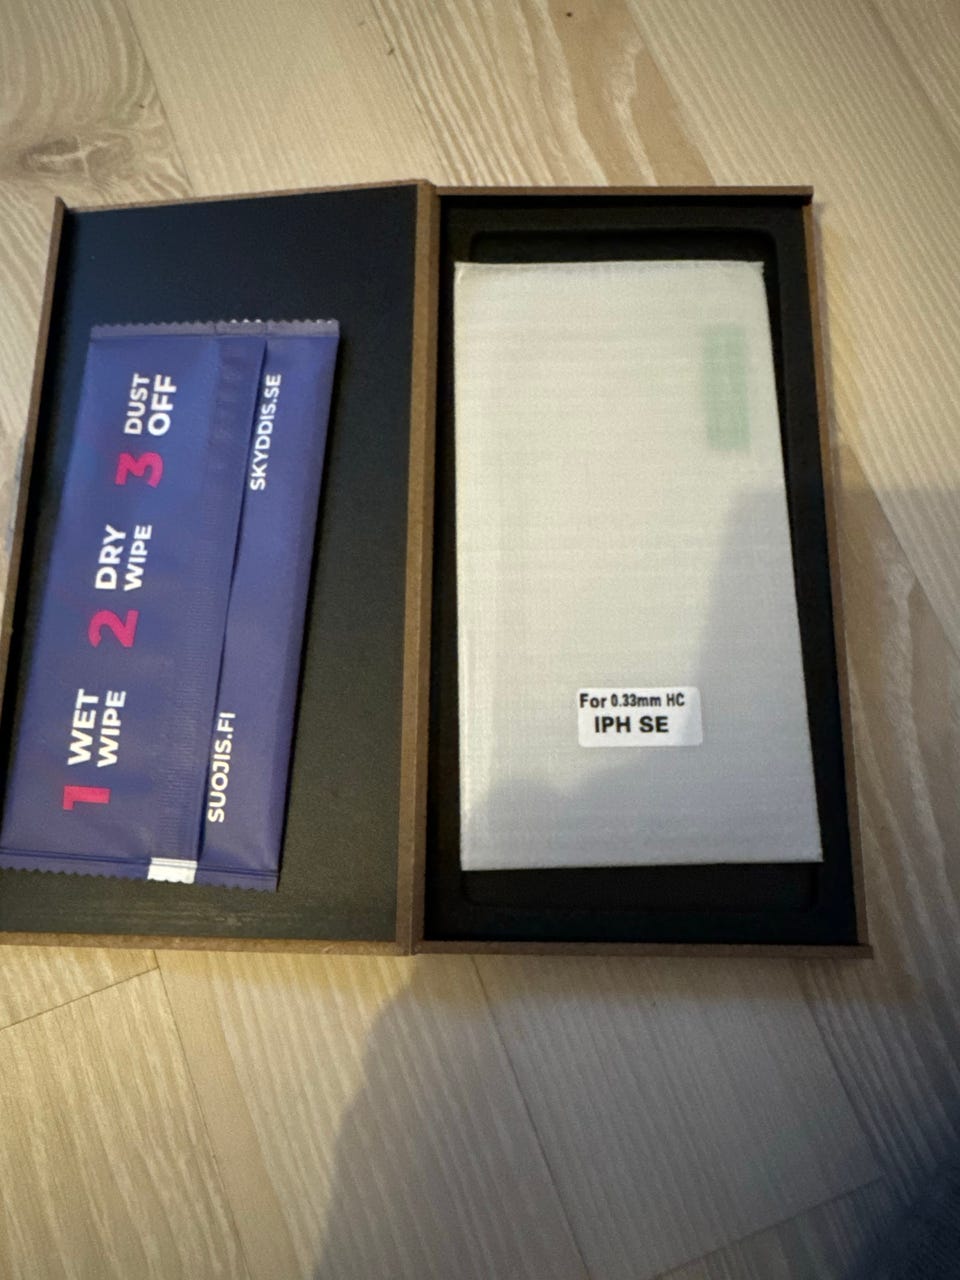 1 WET
WIPE
2 DRY
WIPE
3 DUST
OFF
SUOJIS.FI
SKYDDIS.SE
For 0.33mm HC
IPH SE